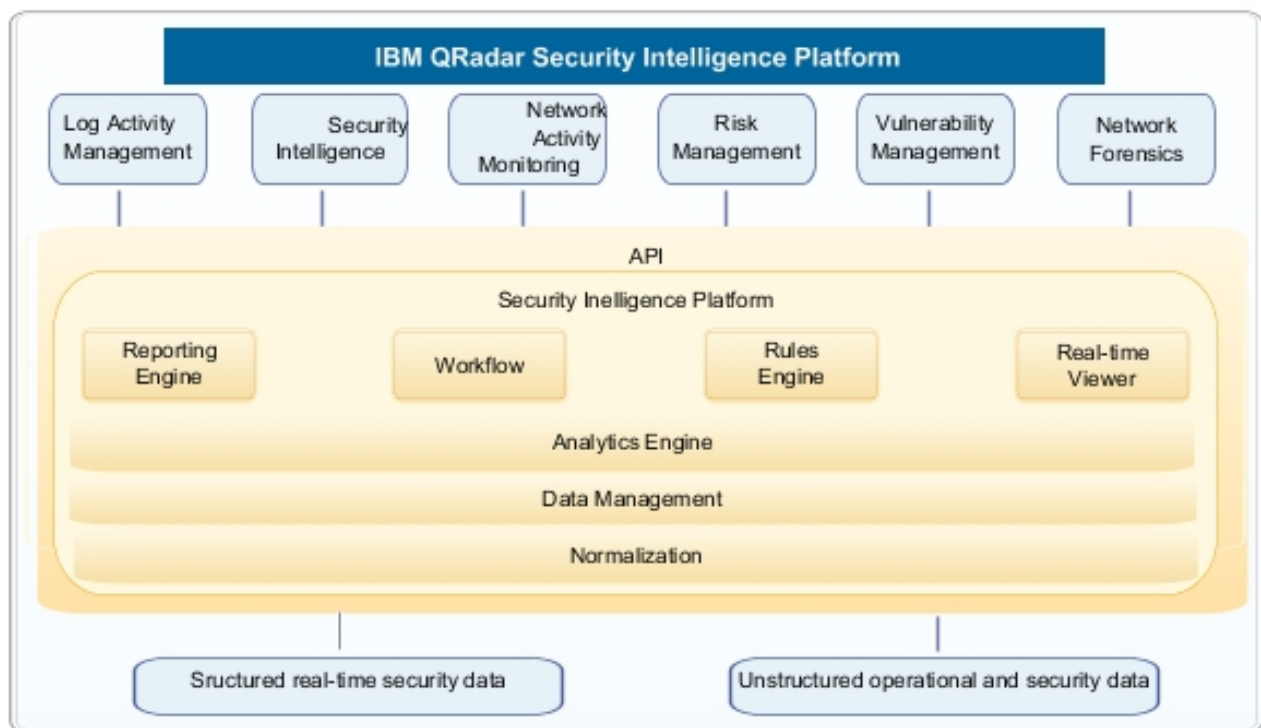 IBM QRadar Security Intelligence Platform
Log Activity
Management
Security
Intelligence
Network
Activity
Monitoring
Risk
Management
Vulnerability
Management
Network
Forensics
API
Security Inelligence Platform
Reporting
Engine
Workflow
Rules
Engine
Real-time
Viewer
Analytics Engine
Data Management
Normalization
Sructured real-time security data
Unstructured operational and security data